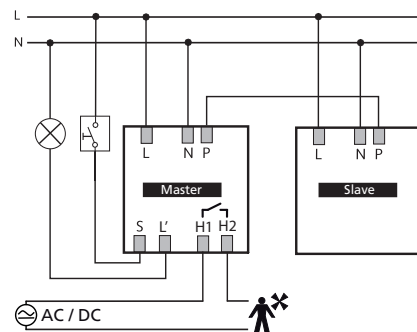 L
N
L N P L N P
Master Slave
S L' H1 H2
AC / DC